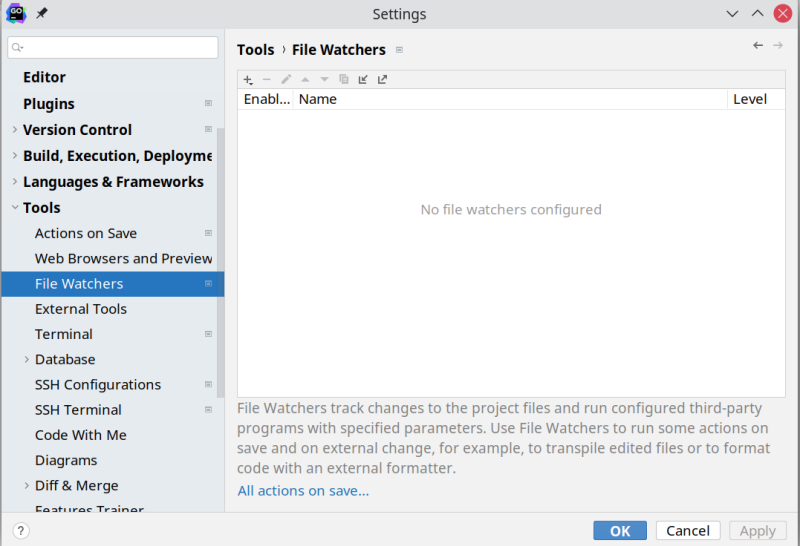 GO
Settings
Editor
Plugins
Version Control
Build, Execution, Deployme
Languages & Frameworks
Tools
Actions on Save
Web Browsers and Preview
File Watchers
External Tools
Terminal
Database
SSH Configurations
SSH Terminal
Code With Me
Diagrams
Diff & Merge
Features Trainer
Tools › File Watchers
Enabl... Name Level
No file watchers configured
File Watchers track changes to the project files and run configured third-party
programs with specified parameters. Use File Watchers to run some actions on
save and on external change, for example, to transpile edited files or to format
code with an external formatter.
All actions on save...
?
OK Cancel Apply